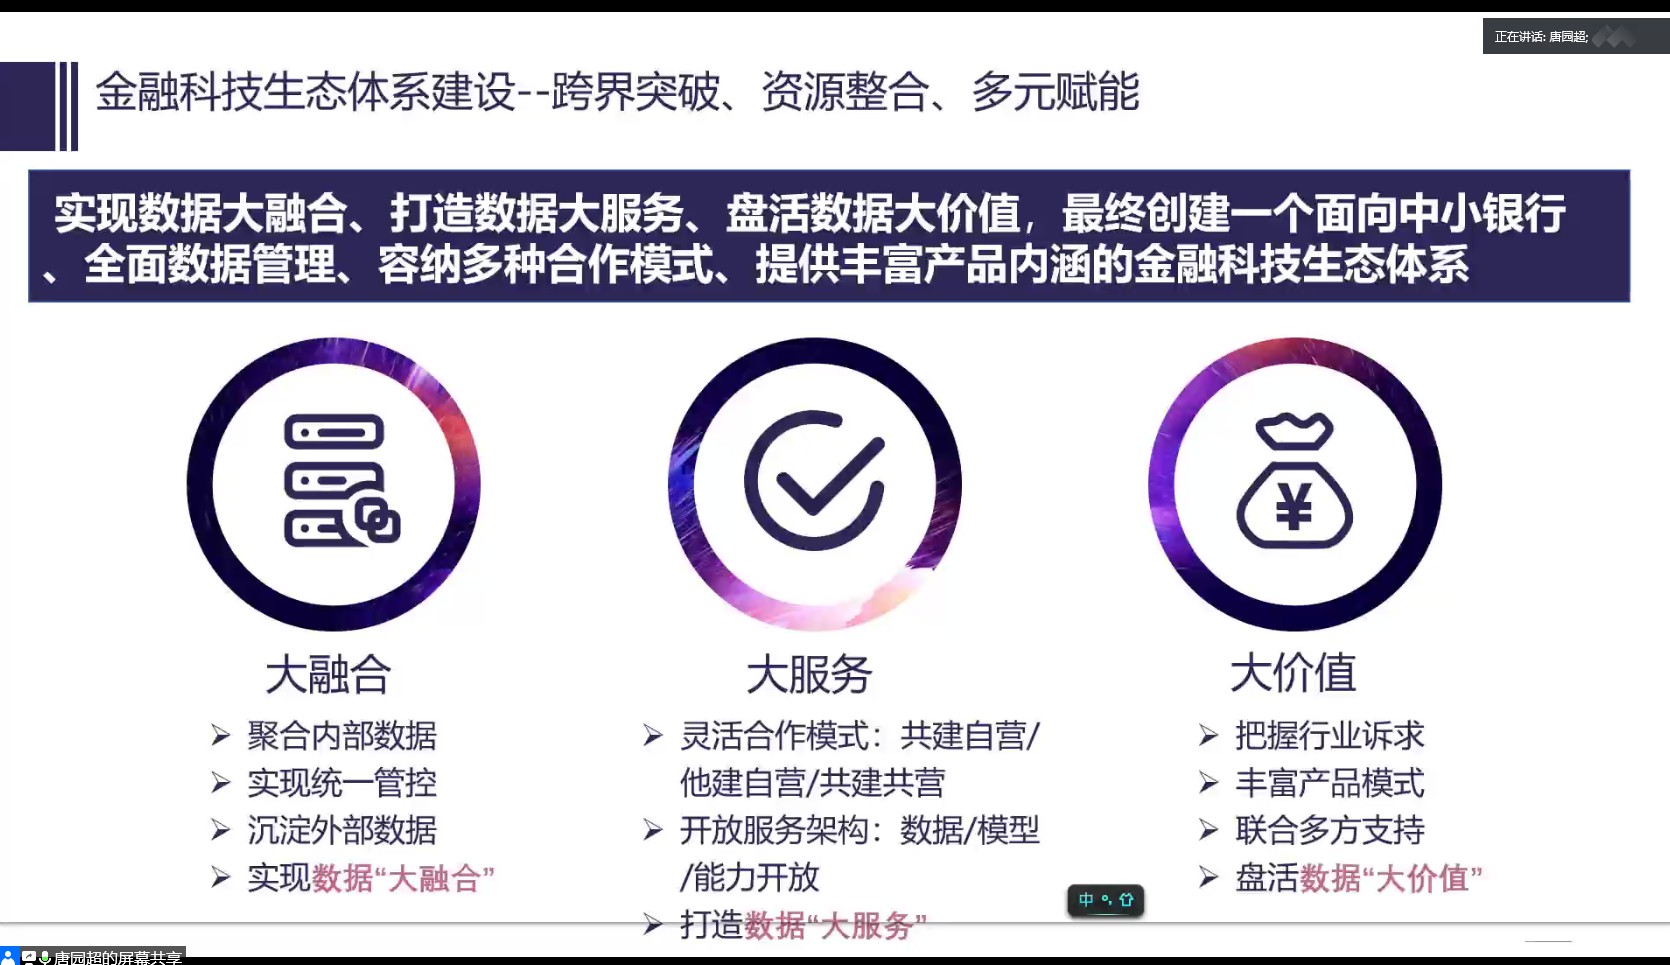 正在讲话: 唐园超;
金融科技生态体系建设--跨界突破、资源整合、多元赋能
实现数据大融合、打造数据大服务、盘活数据大价值，最终创建一个面向中小银行
、全面数据管理、容纳多种合作模式、提供丰富产品内涵的金融科技生态体系
¥
大融合
➢ 聚合内部数据
➢ 实现统一管控
➢ 沉淀外部数据
➢ 实现数据“大融合”
大服务
➢ 灵活合作模式：共建自营/
他建自营/共建共营
➢ 开放服务架构：数据/模型
/能力开放
➢ 打造数据“大服务”
大价值
➢ 把握行业诉求
➢ 丰富产品模式
➢ 联合多方支持
➢ 盘活数据“大价值”
中 °,
唐园超的屏幕共享